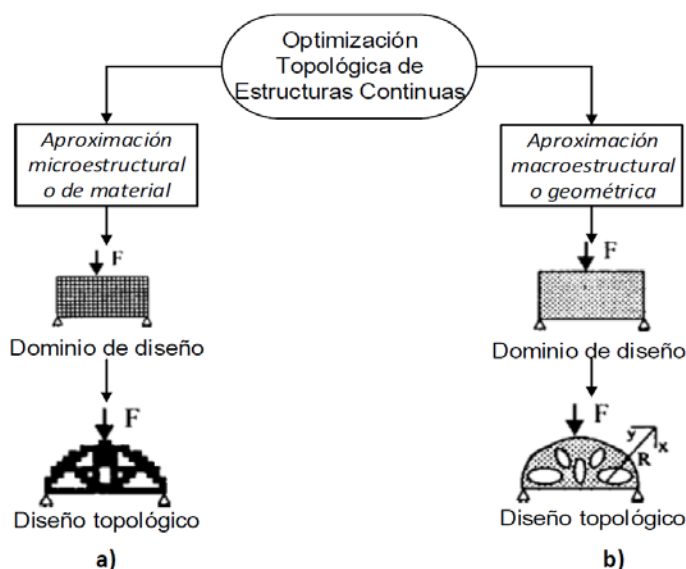 Optimización
Topológica de
Estructuras Continuas
Aproximación
microestructural
o de material
F
Dominio de diseño
F
Diseño topológico
a)
Aproximación
macroestructural
o geométrica
F
Dominio de diseño
F
y
x
R
Diseño topológico
b)